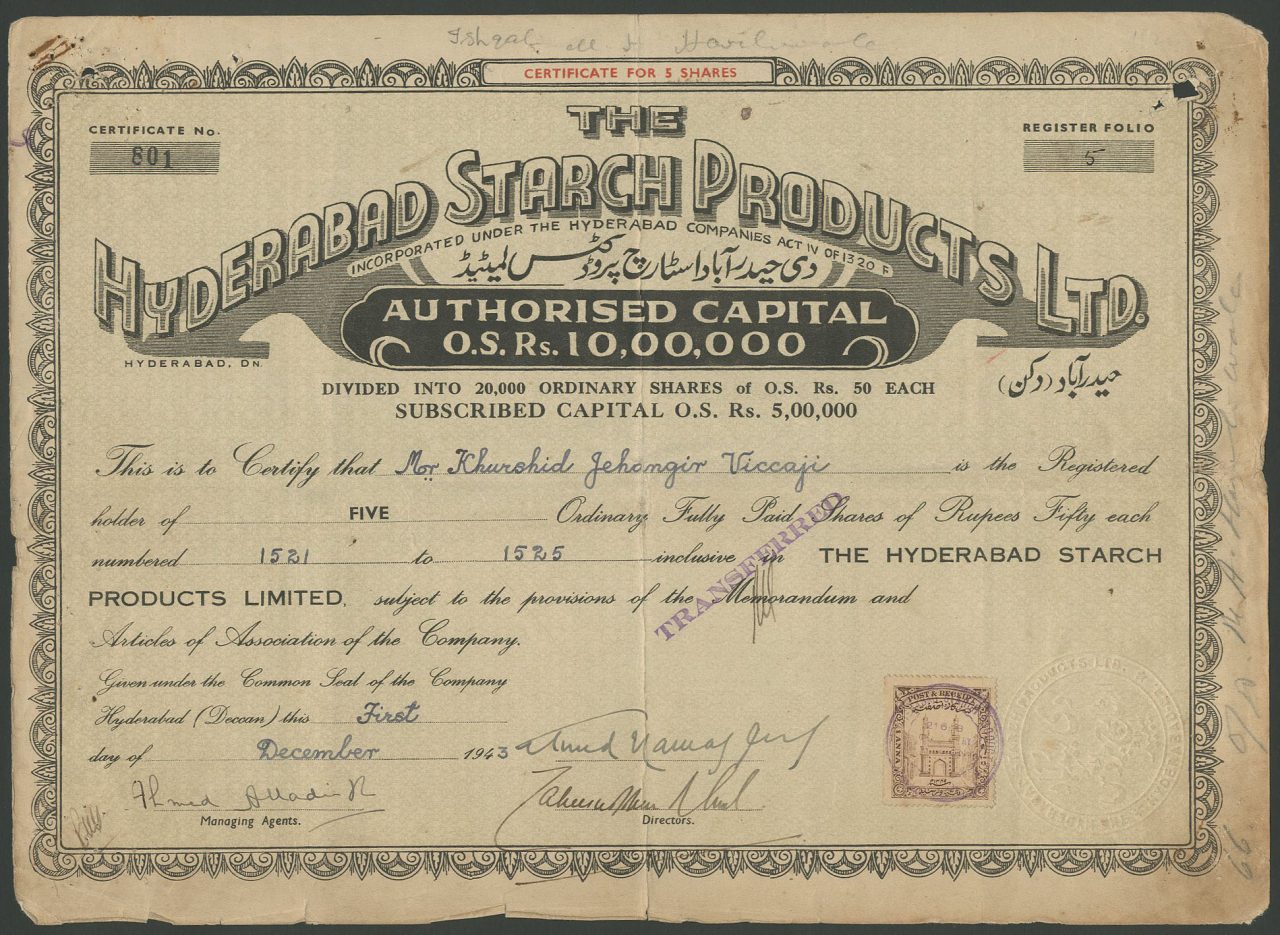 CERTIFICATE FOR 5 SHARES
CERTIFICATE No.
801
REGISTER FOLIO
5
THE
HYDERABAD STARCH PRODUCTS LTD.
INCORPORATED UNDER THE HYDERABAD COMPANIES ACT IV OF 1320 F
دی حیدرآباد اسٹارچ پروڈکٹس لمیٹیڈ
AUTHORISED CAPITAL
O.S. Rs. 10,00,000
HYDERABAD, DN.
حیدرآباد (دکن)
DIVIDED INTO 20,000 ORDINARY SHARES of O.S. Rs. 50 EACH
SUBSCRIBED CAPITAL O.S. Rs. 5,00,000
This is to Certify that Mr. Khurshid Jehangir Viccaji is the Registered
holder of FIVE Ordinary Fully Paid Shares of Rupees Fifty each
numbered 1521 to 1525 inclusive in THE HYDERABAD STARCH
PRODUCTS LIMITED, subject to the provisions of the Memorandum and
Articles of Association of the Company.
TRANSFERRED
Given under the Common Seal of the Company
Hyderabad (Deccan) this First
day of December 1943
Ahmed Alladin
Managing Agents.
Directors.
POST & RECEIPT